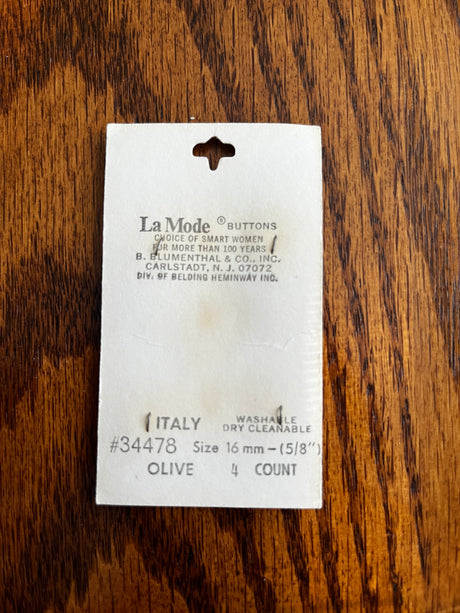 La Mode ® BUTTONS
CHOICE OF SMART WOMEN
FOR MORE THAN 100 YEARS
B. BLUMENTHAL & CO., INC.
CARLSTADT, N. J. 07072
DIV. OF BELDING HEMINWAY INC.
ITALY WASHABLE
DRY CLEANABLE
#34478 Size 16 mm - (5/8")
OLIVE 4 COUNT